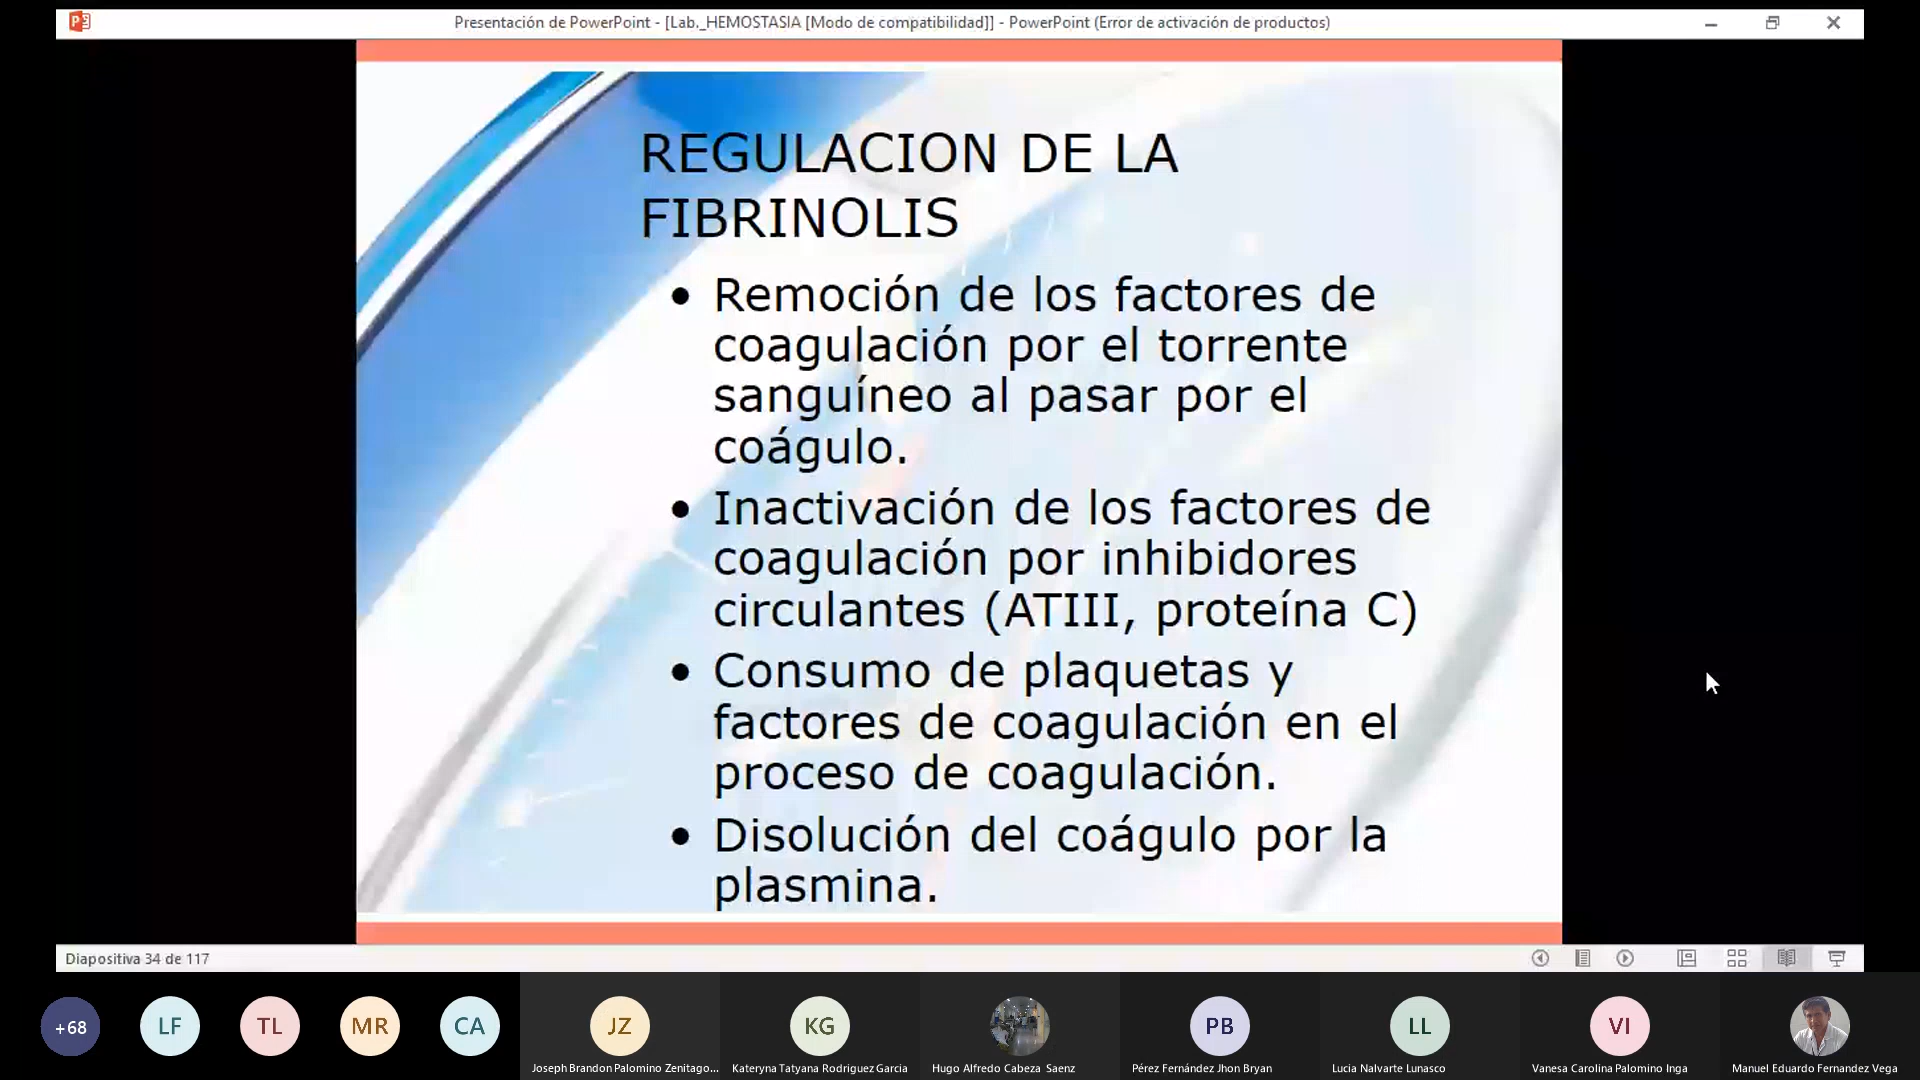 Presentación de PowerPoint - [Lab._HEMOSTASIA [Modo de compatibilidad]] - PowerPoint (Error de activación de productos)
REGULACION DE LA
FIBRINOLIS
• Remoción de los factores de
coagulación por el torrente
sanguíneo al pasar por el
coágulo.
• Inactivación de los factores de
coagulación por inhibidores
circulantes (ATIII, proteína C)
• Consumo de plaquetas y
factores de coagulación en el
proceso de coagulación.
• Disolución del coágulo por la
plasmina.
Diapositiva 34 de 117
+68 LF TL MR CA JZ KG PB LL VI
Joseph Brandon Palomino Zenitago... Kateryna Tatyana Rodriguez Garcia Hugo Alfredo Cabeza Saenz Pérez Fernández Jhon Bryan Lucia Nalvarte Lunasco Vanesa Carolina Palomino Inga Manuel Eduardo Fernandez Vega